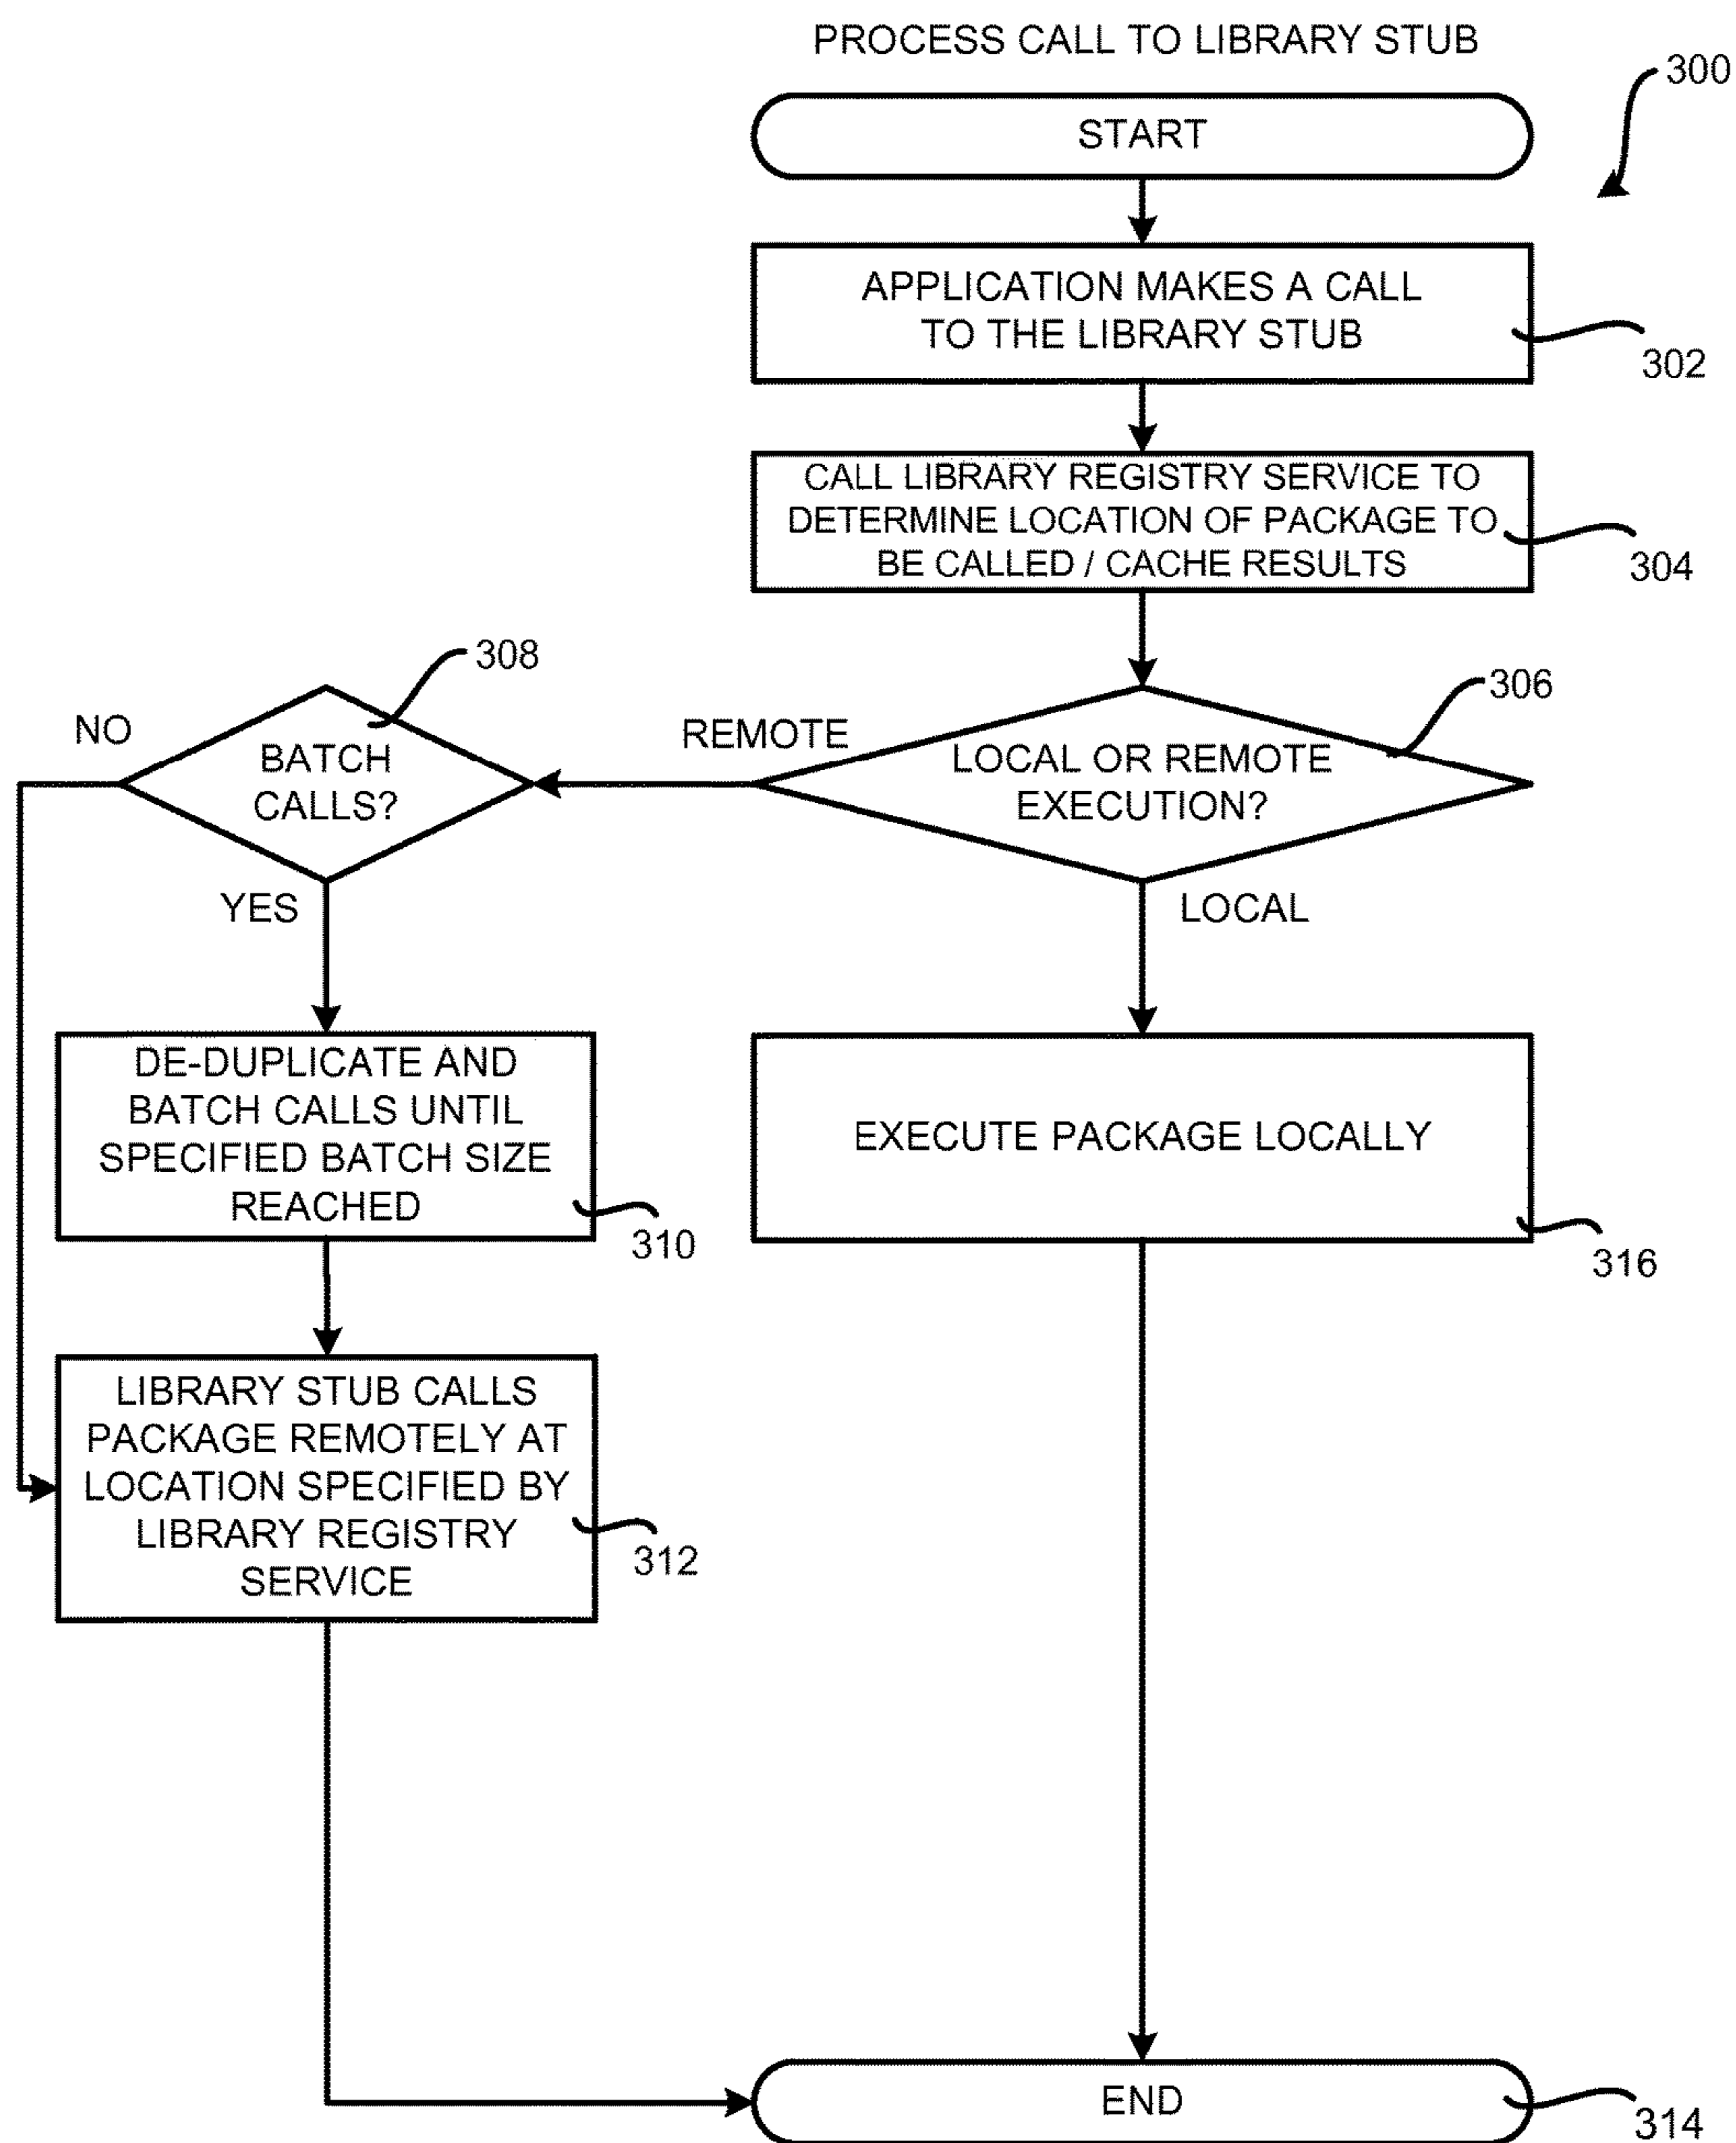 PROCESS CALL TO LIBRARY STUB
300
START
APPLICATION MAKES A CALL
TO THE LIBRARY STUB
302
CALL LIBRARY REGISTRY SERVICE TO
DETERMINE LOCATION OF PACKAGE TO
BE CALLED / CACHE RESULTS
304
308
306
NO
REMOTE
BATCH
CALLS?
LOCAL OR REMOTE
EXECUTION?
YES
LOCAL
DE-DUPLICATE AND
BATCH CALLS UNTIL
SPECIFIED BATCH SIZE
REACHED
310
EXECUTE PACKAGE LOCALLY
316
LIBRARY STUB CALLS
PACKAGE REMOTELY AT
LOCATION SPECIFIED BY
LIBRARY REGISTRY
SERVICE
312
END
314